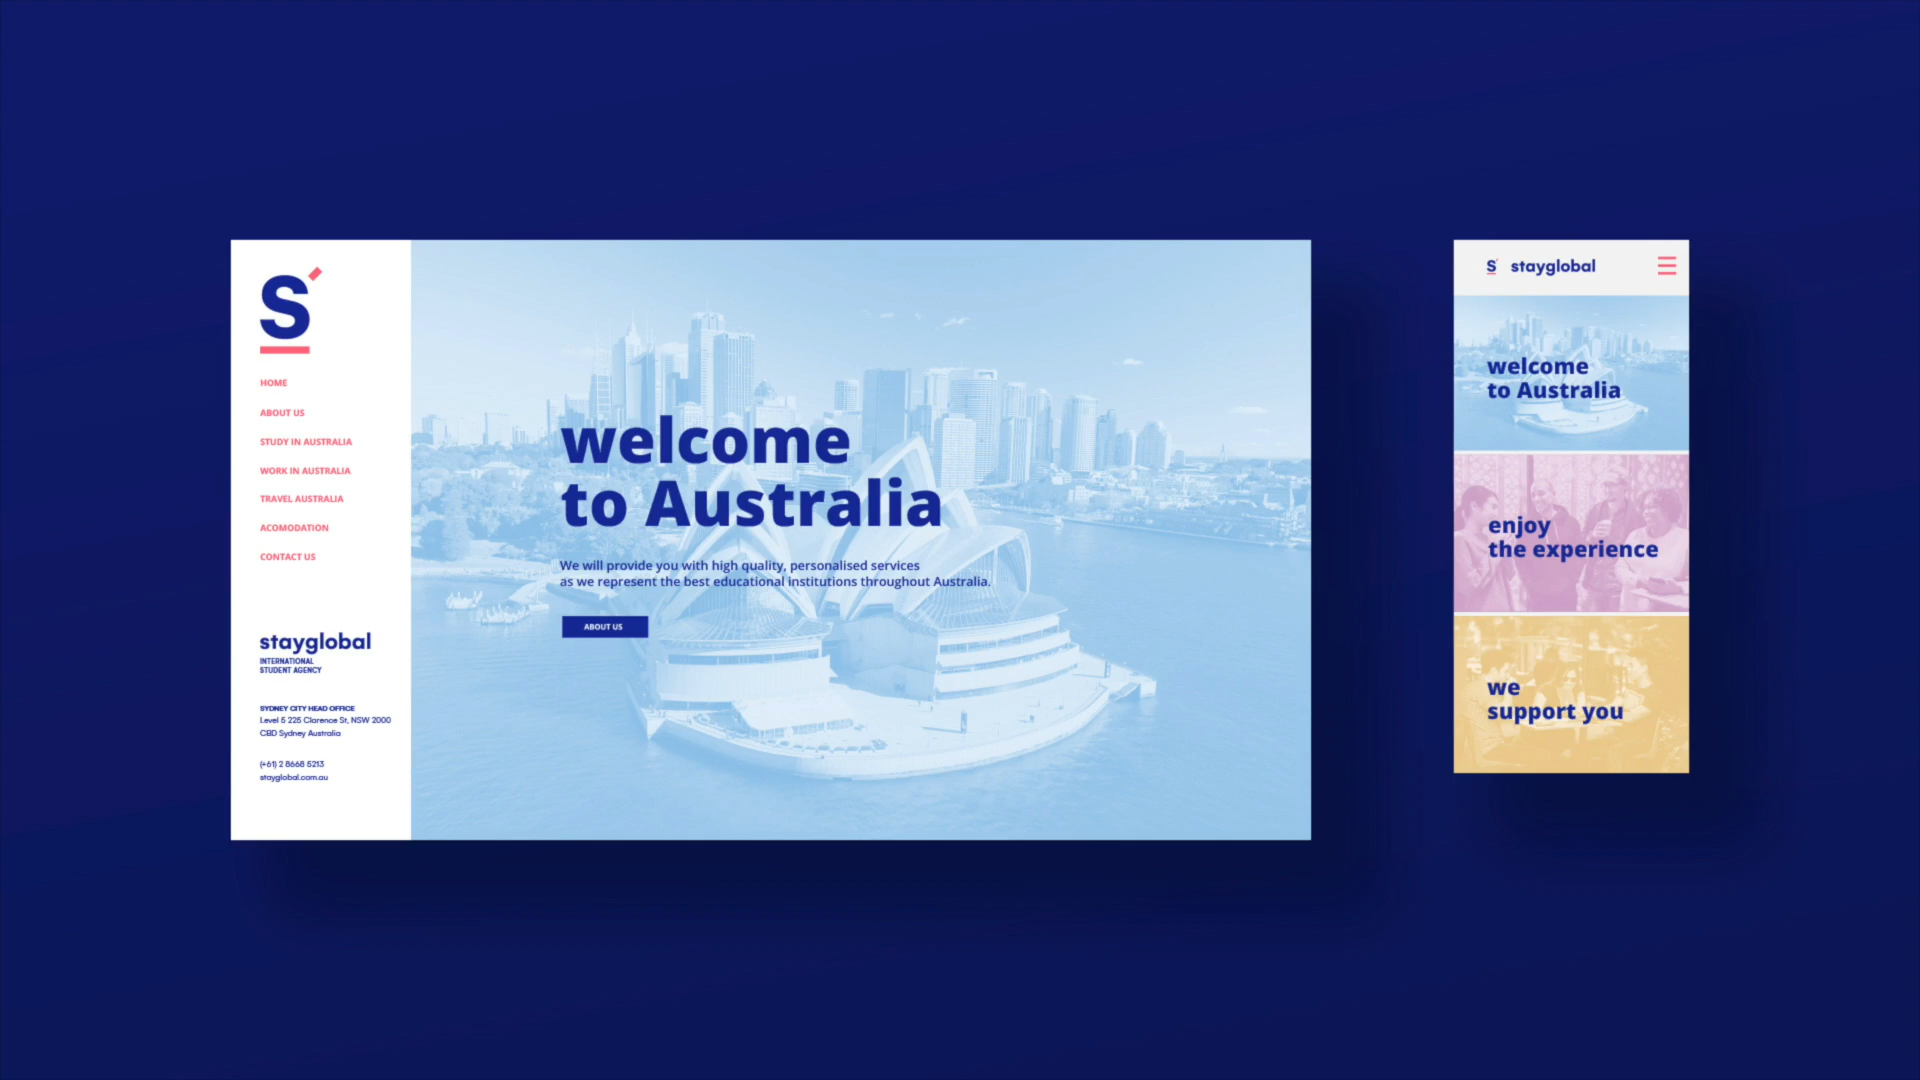 S
HOME
ABOUT US
STUDY IN AUSTRALIA
WORK IN AUSTRALIA
TRAVEL AUSTRALIA
ACOMODATION
CONTACT US
stayglobal
INTERNATIONAL
STUDENT AGENCY
SYDNEY CITY HEAD OFFICE
Level 5 225 Clarence St, NSW 2000
CBD Sydney Australia
(+61) 2 8668 5213
stayglobal.com.au
welcome
to Australia
We will provide you with high quality, personalised services
as we represent the best educational institutions throughout Australia.
ABOUT US
S stayglobal
welcome
to Australia
enjoy
the experience
we
support you